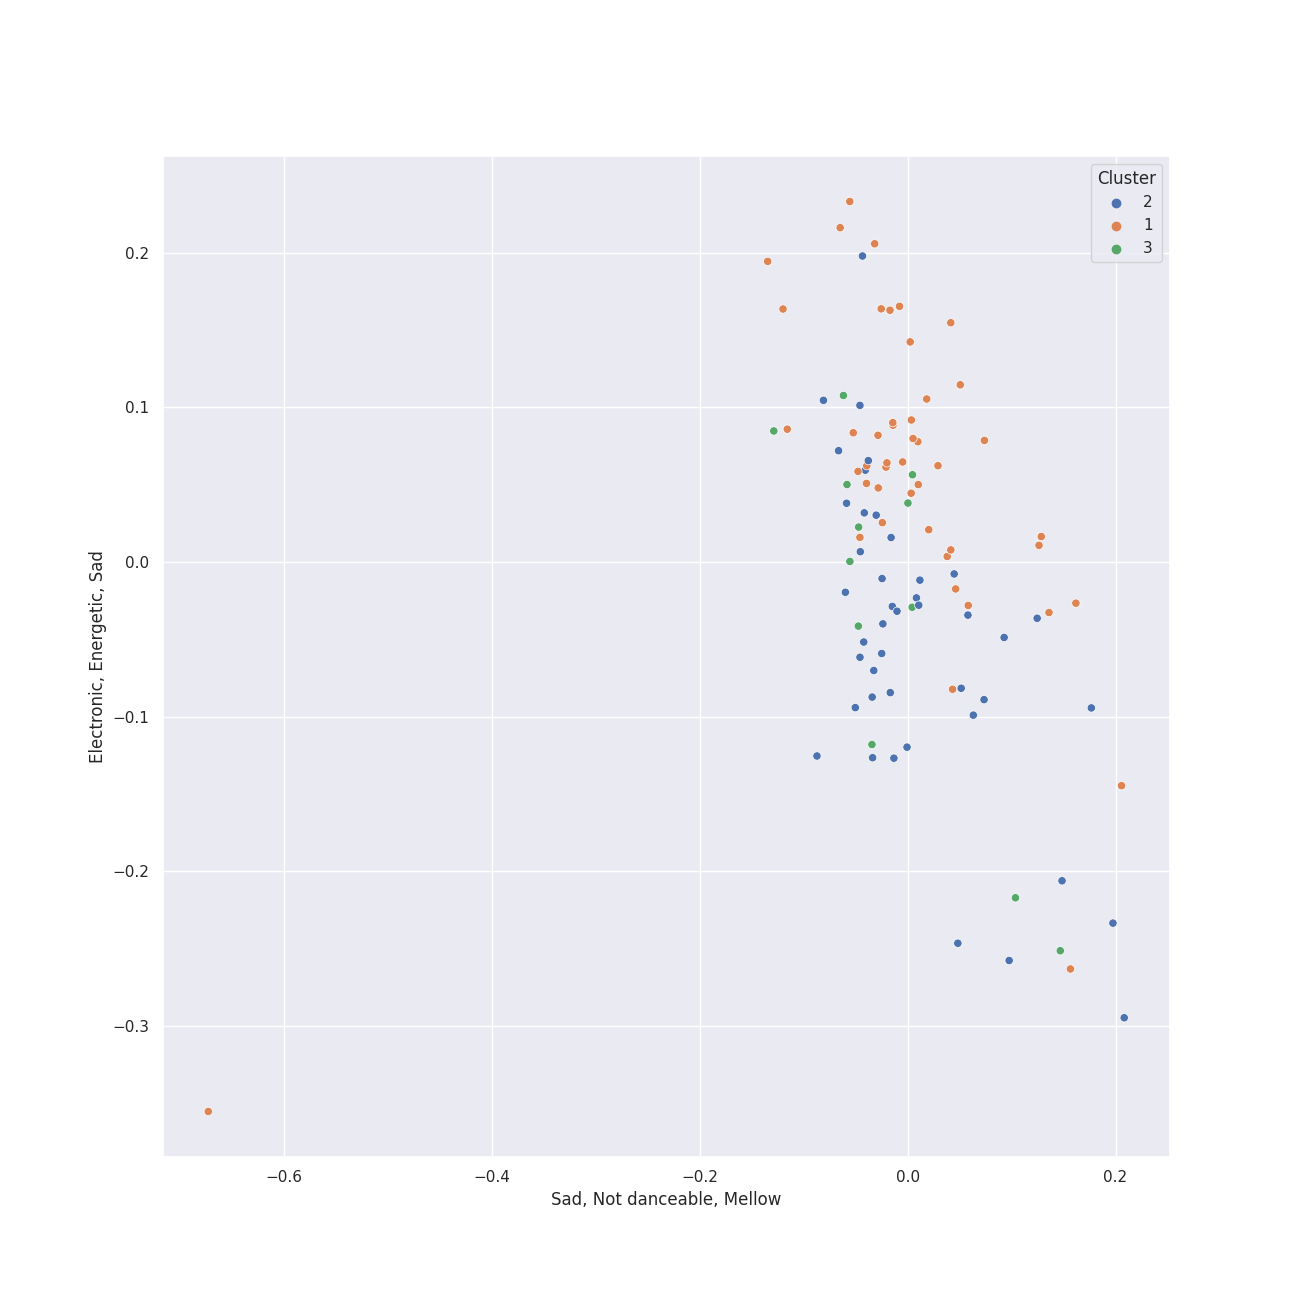 Cluster
2
1
3
0.2
0.1
0.0
−0.1
−0.2
−0.3
Electronic, Energetic, Sad
−0.6 −0.4 −0.2 0.0 0.2
Sad, Not danceable, Mellow